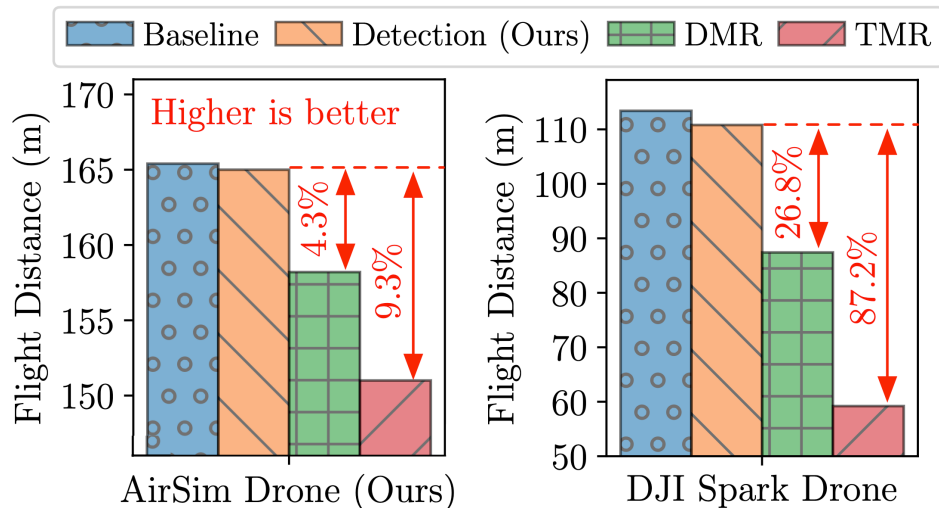 Baseline Detection (Ours) DMR TMR
Flight Distance (m)
170
165
160
155
150
Higher is better
4.3%
9.3%
AirSim Drone (Ours)
Flight Distance (m)
110
100
90
80
70
60
50
26.8%
87.2%
DJI Spark Drone